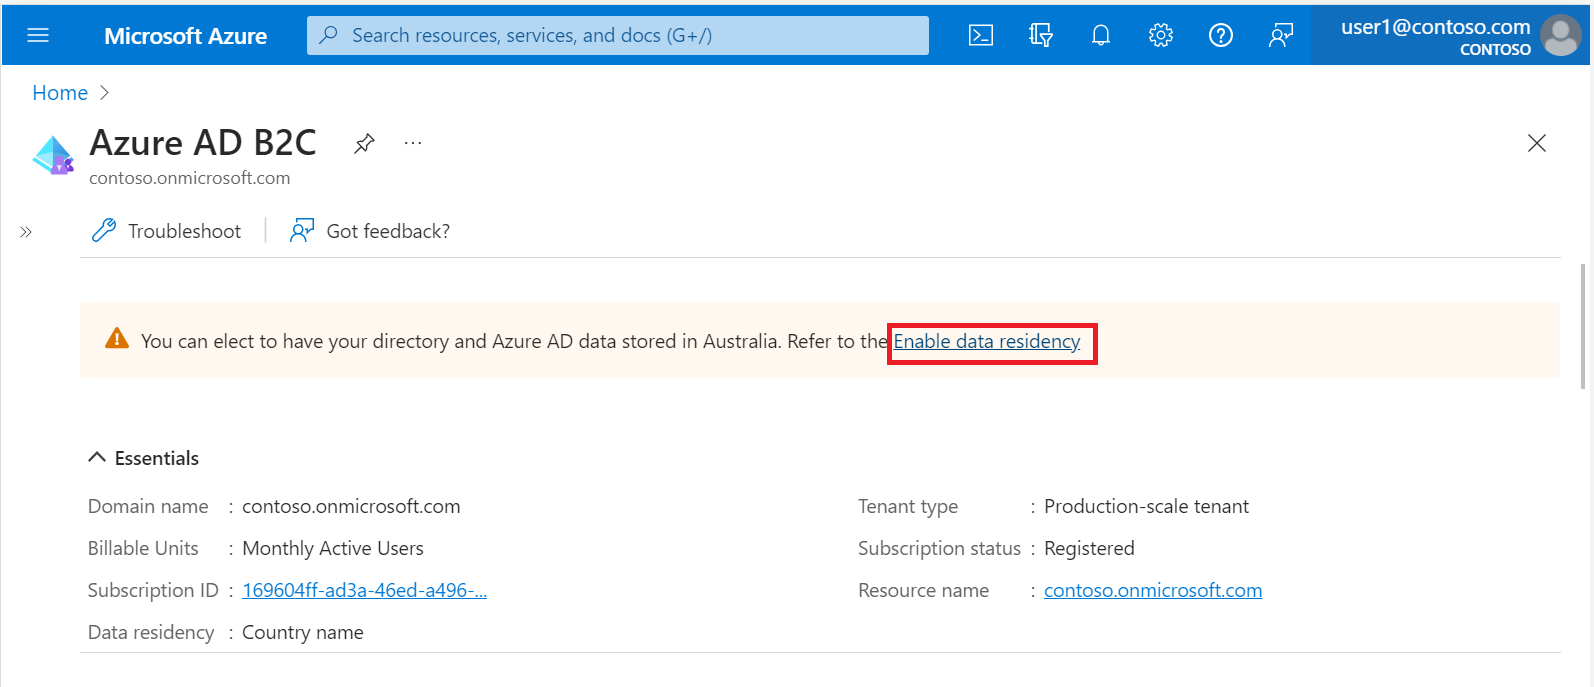 Microsoft Azure
Search resources, services, and docs (G+/)
user1@contoso.com
CONTOSO
Home
Azure AD B2C
...
contoso.onmicrosoft.com
Troubleshoot
Got feedback?
You can elect to have your directory and Azure AD data stored in Australia. Refer to the Enable data residency
Essentials
Domain name : contoso.onmicrosoft.com
Billable Units : Monthly Active Users
Subscription ID : 169604ff-ad3a-46ed-a496-...
Data residency : Country name
Tenant type : Production-scale tenant
Subscription status : Registered
Resource name : contoso.onmicrosoft.com